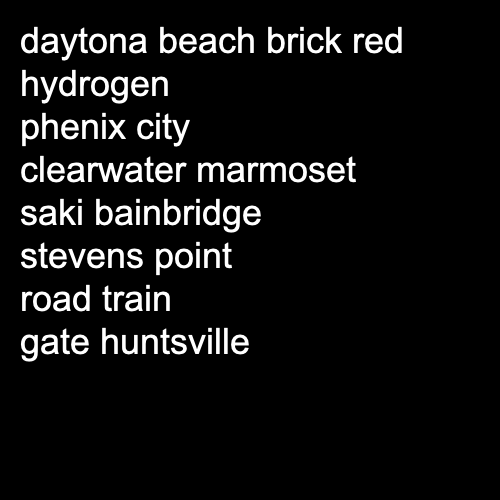 daytona beach brick red
hydrogen
phenix city
clearwater marmoset
saki bainbridge
stevens point
road train
gate huntsville